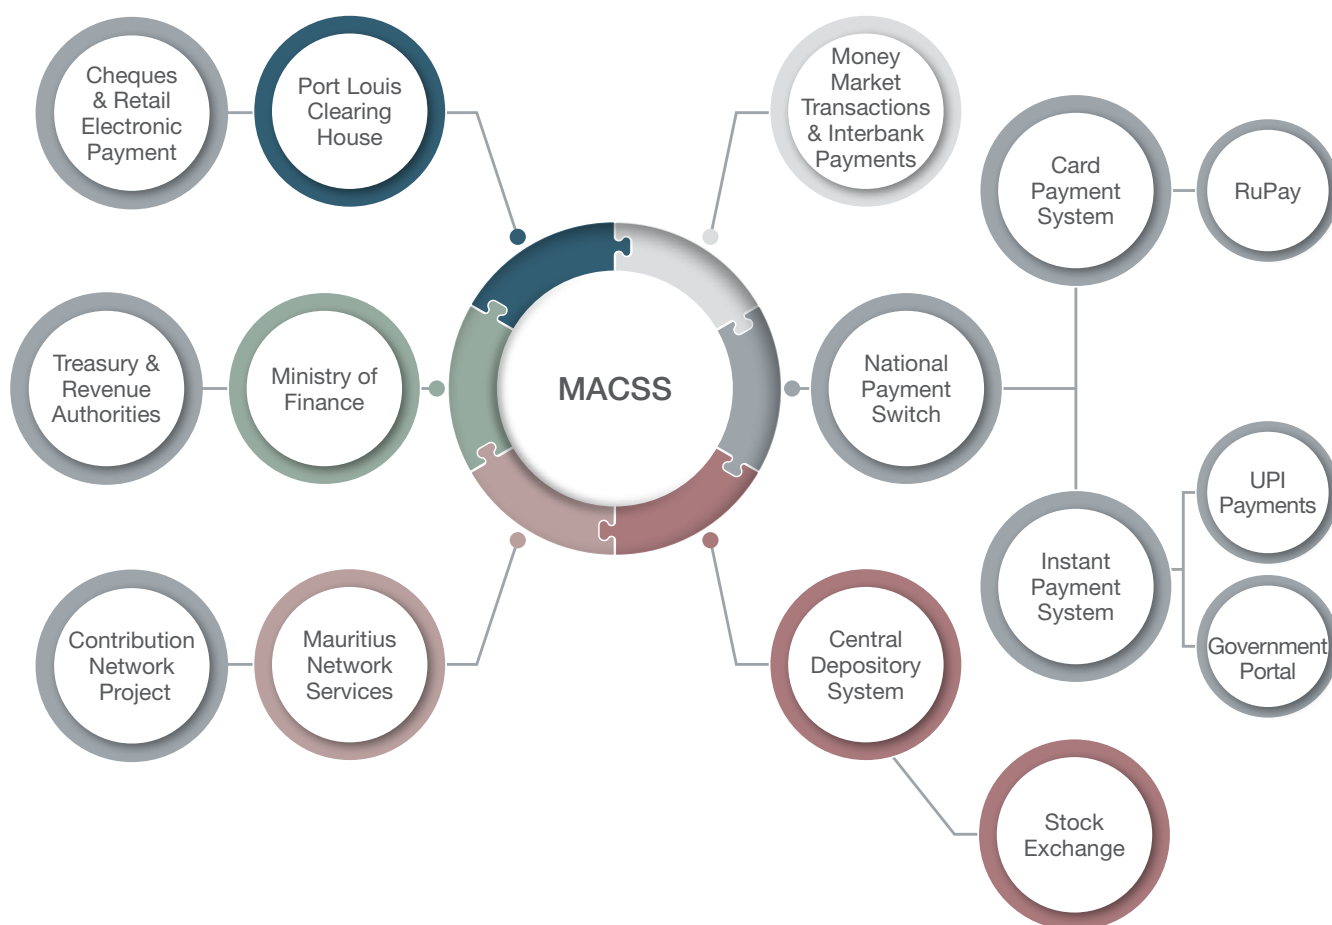 Cheques
& Retail
Electronic
Payment
Port Louis
Clearing
House
Money
Market
Transactions
& Interbank
Payments
Card
Payment
System
RuPay
Treasury &
Revenue
Authorities
Ministry of
Finance
MACSS
National
Payment
Switch
UPI
Payments
Instant
Payment
System
Government
Portal
Contribution
Network
Project
Mauritius
Network
Services
Central
Depository
System
Stock
Exchange